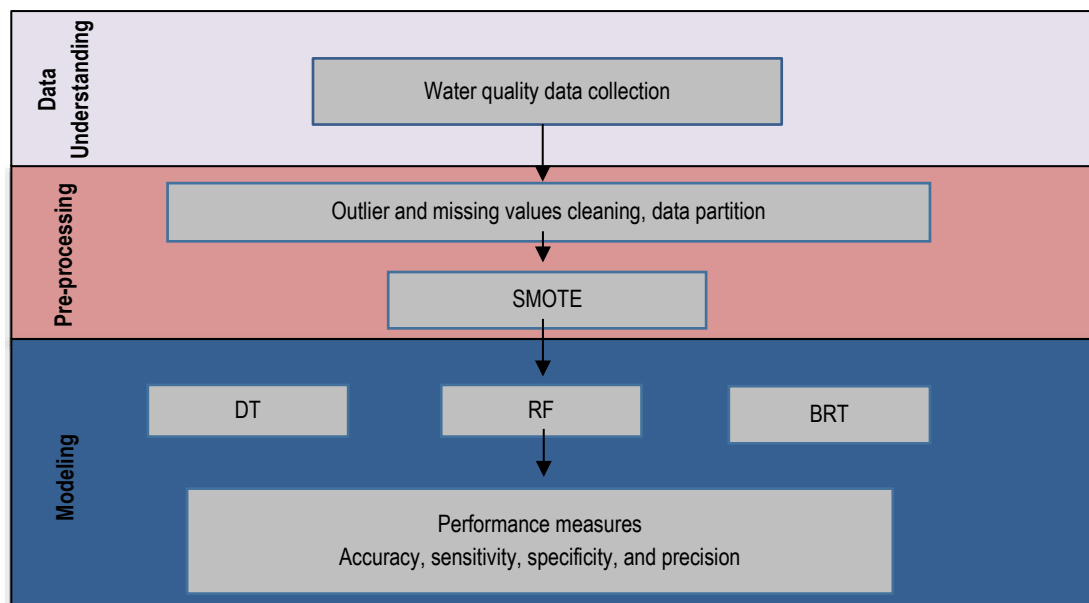 Data
Understanding
Water quality data collection
Pre-processing
Outlier and missing values cleaning, data partition
SMOTE
Modeling
DT
RF
BRT
Performance measures
Accuracy, sensitivity, specificity, and precision